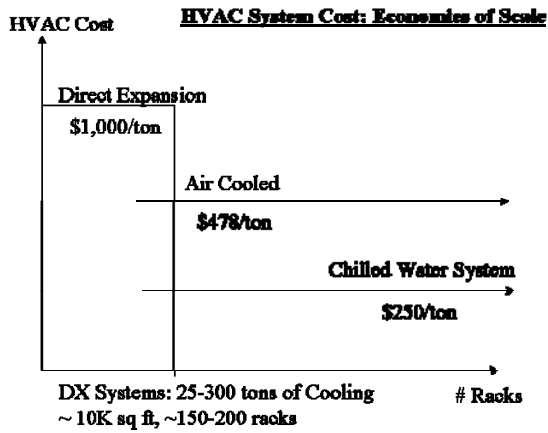 HVAC System Cost: Economies of Scale
HVAC Cost
Direct Expansion
$1,000/ton
Air Cooled
$478/ton
Chilled Water System
$250/ton
DX Systems: 25-300 tons of Cooling
~ 10K sq ft, ~150-200 racks
# Racks